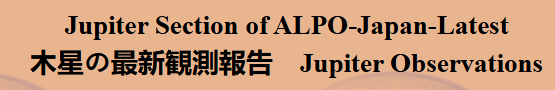 Jupiter Section of ALPO-Japan-Latest
木星の最新観測報告　Jupiter Observations